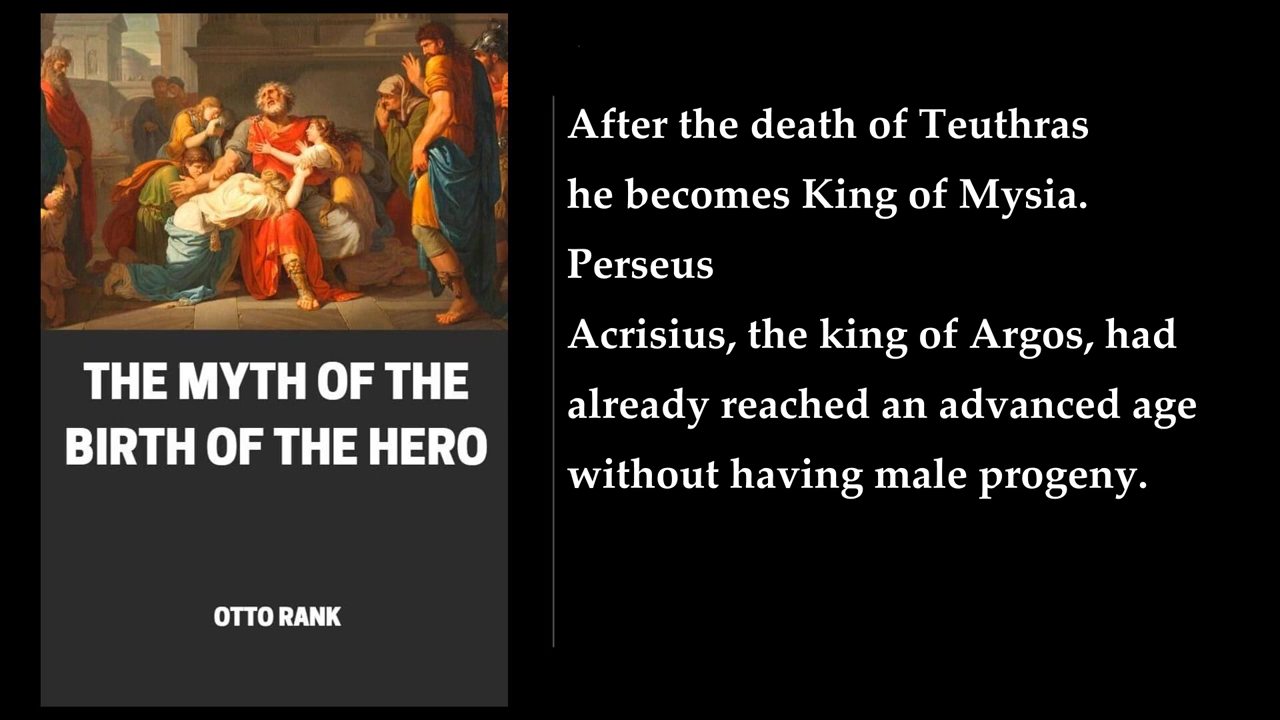 THE MYTH OF THE
BIRTH OF THE HERO
OTTO RANK
After the death of Teuthras
he becomes King of Mysia.
Perseus
Acrisius, the king of Argos, had
already reached an advanced age
without having male progeny.